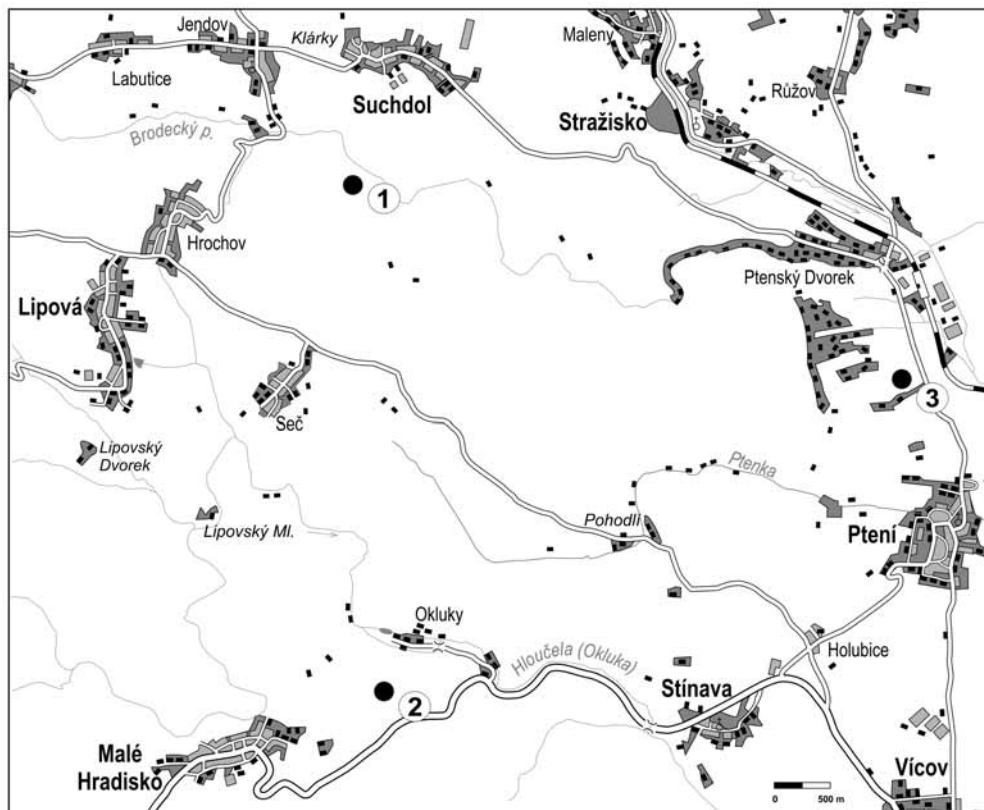 Jendov
Klárky
Maleny
Labutice
Suchdol
Růžov
Stražisko
Brodecký p.
1
Hrochov
Ptenský Dvorek
Lipová
Seč
3
Lipovský
Dvorek
Ptenka
Lipovský Ml.
Pohodlí
Ptení
Okluky
Hloučela (Okluka)
Holubice
Stínava
2
Malé
Hradisko
Vícov
0 500 m